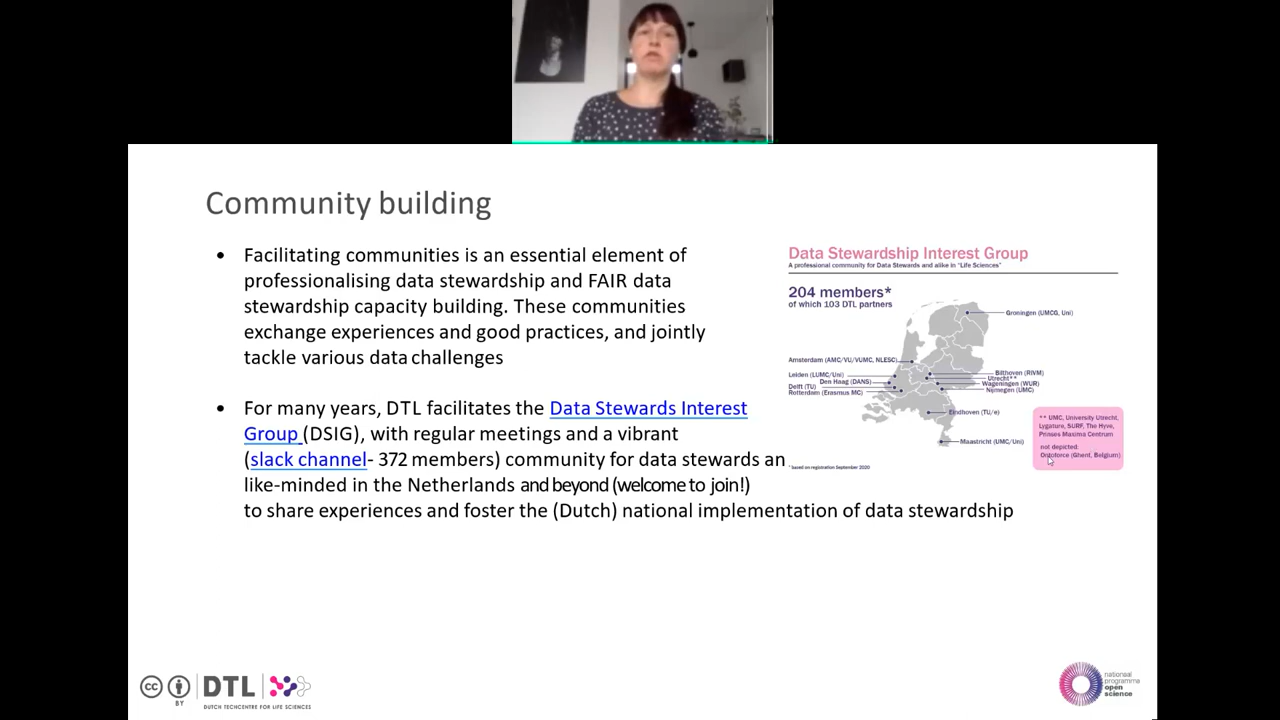 Community building
• Facilitating communities is an essential element of
professionalising data stewardship and FAIR data
stewardship capacity building. These communities
exchange experiences and good practices, and jointly
tackle various data challenges
• For many years, DTL facilitates the Data Stewards Interest
Group (DSIG), with regular meetings and a vibrant
(slack channel- 372 members) community for data stewards an
like-minded in the Netherlands and beyond (welcome to join!)
to share experiences and foster the (Dutch) national implementation of data stewardship
Data Stewardship Interest Group
A professional community for Data Stewards and alike in "Life Sciences"
204 members*
of which 103 DTL partners
Groningen (UMCG, Uni)
Amsterdam (AMC/VU/VUMC, NLESC)
Leiden (LUMC/Uni)
Den Haag (DANS)
Delft (TU)
Rotterdam (Erasmus MC)
Bilthoven (RIVM)
Utrecht**
Wageningen (WUR)
Nijmegen (UMC)
Eindhoven (TU/e)
Maastricht (UMC/Uni)
** UMC, University Utrecht,
Lygature, SURF, The Hyve,
Prinses Maxima Centrum
not depicted:
Ontoforce (Ghent, Belgium)
* based on registration September 2020
cc BY
DTL
DUTCH TECHCENTRE FOR LIFE SCIENCES
nationaal
programma
open
science